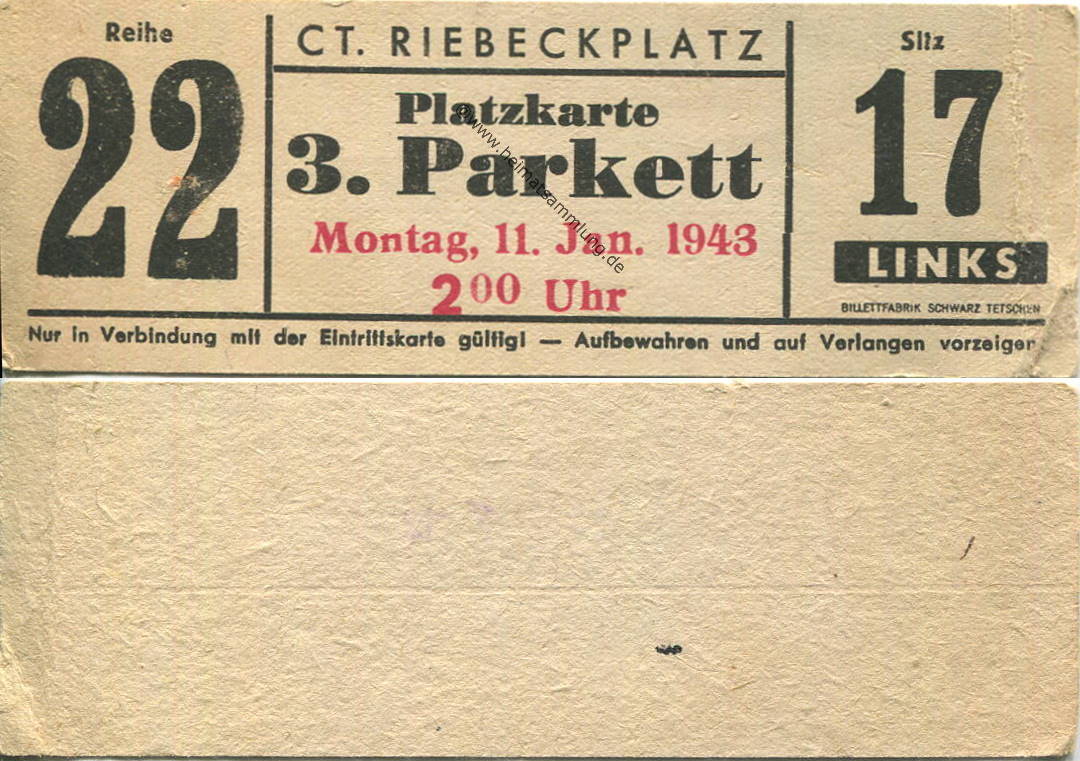 Reihe
22
CT. RIEBECKPLATZ
Platzkarte
3. Parkett
Montag, 11. Jan. 1943
2⁰⁰ Uhr
Sitz
17
LINKS
BILLETTFABRIK SCHWARZ TETSCHEN
Nur in Verbindung mit der Eintrittskarte gültig! — Aufbewahren und auf Verlangen vorzeigen
©www.heimatsammlung.de